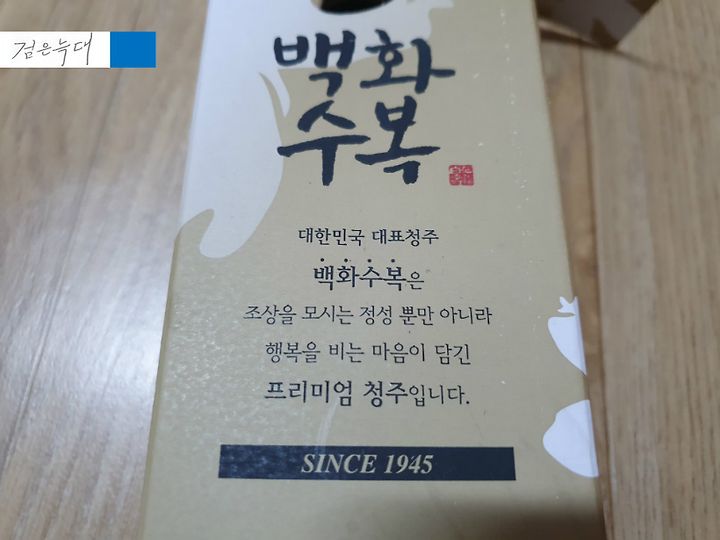 검은늑대
백화
수복
대한민국 대표청주
백화수복은
조상을 모시는 정성 뿐만 아니라
행복을 비는 마음이 담긴
프리미엄 청주입니다.
SINCE 1945